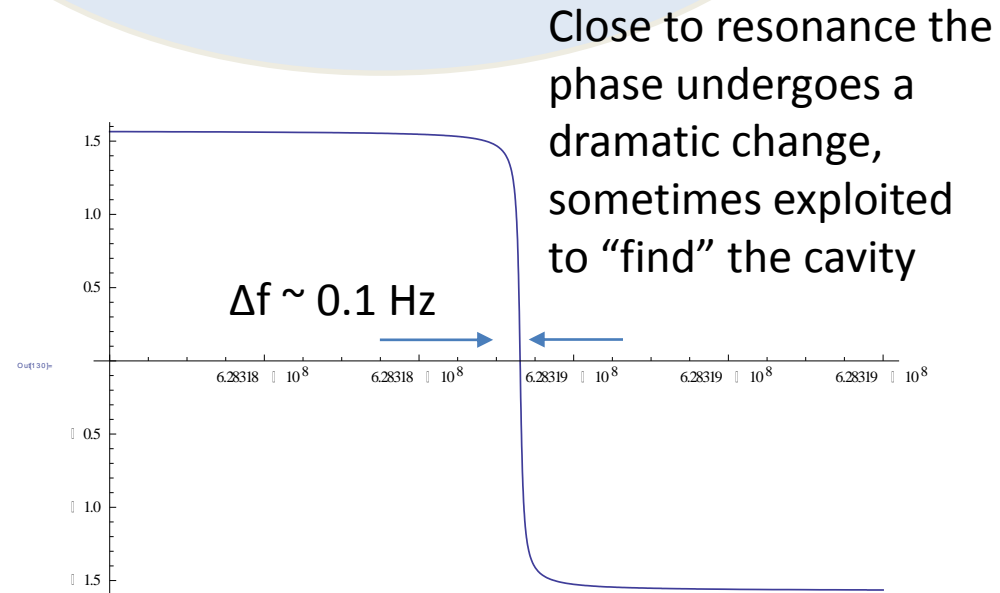 Close to resonance the
phase undergoes a
dramatic change,
sometimes exploited
to “find” the cavity
Δf ~ 0.1 Hz
1.5
1.0
0.5
Out[130]=
6.28318 10^8
6.28318 10^8
6.28319 10^8
6.28319 10^8
6.28319 10^8
0.5
1.0
1.5